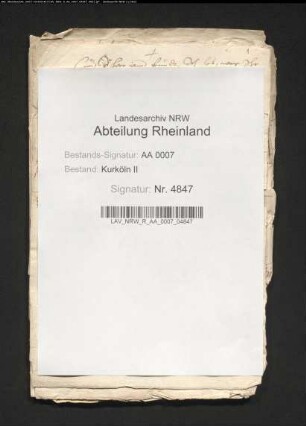 Landesarchiv NRW
Abteilung Rheinland
Bestands-Signatur: AA 0007
Bestand: Kurköln II
Signatur: Nr. 4847
LAV_NRW_R_AA_0007_04847